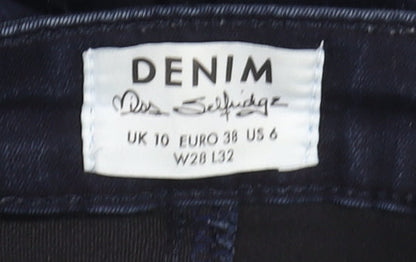 DENIM
Miss Selfridge
UK 10 EURO 38 US 6
W28 L32